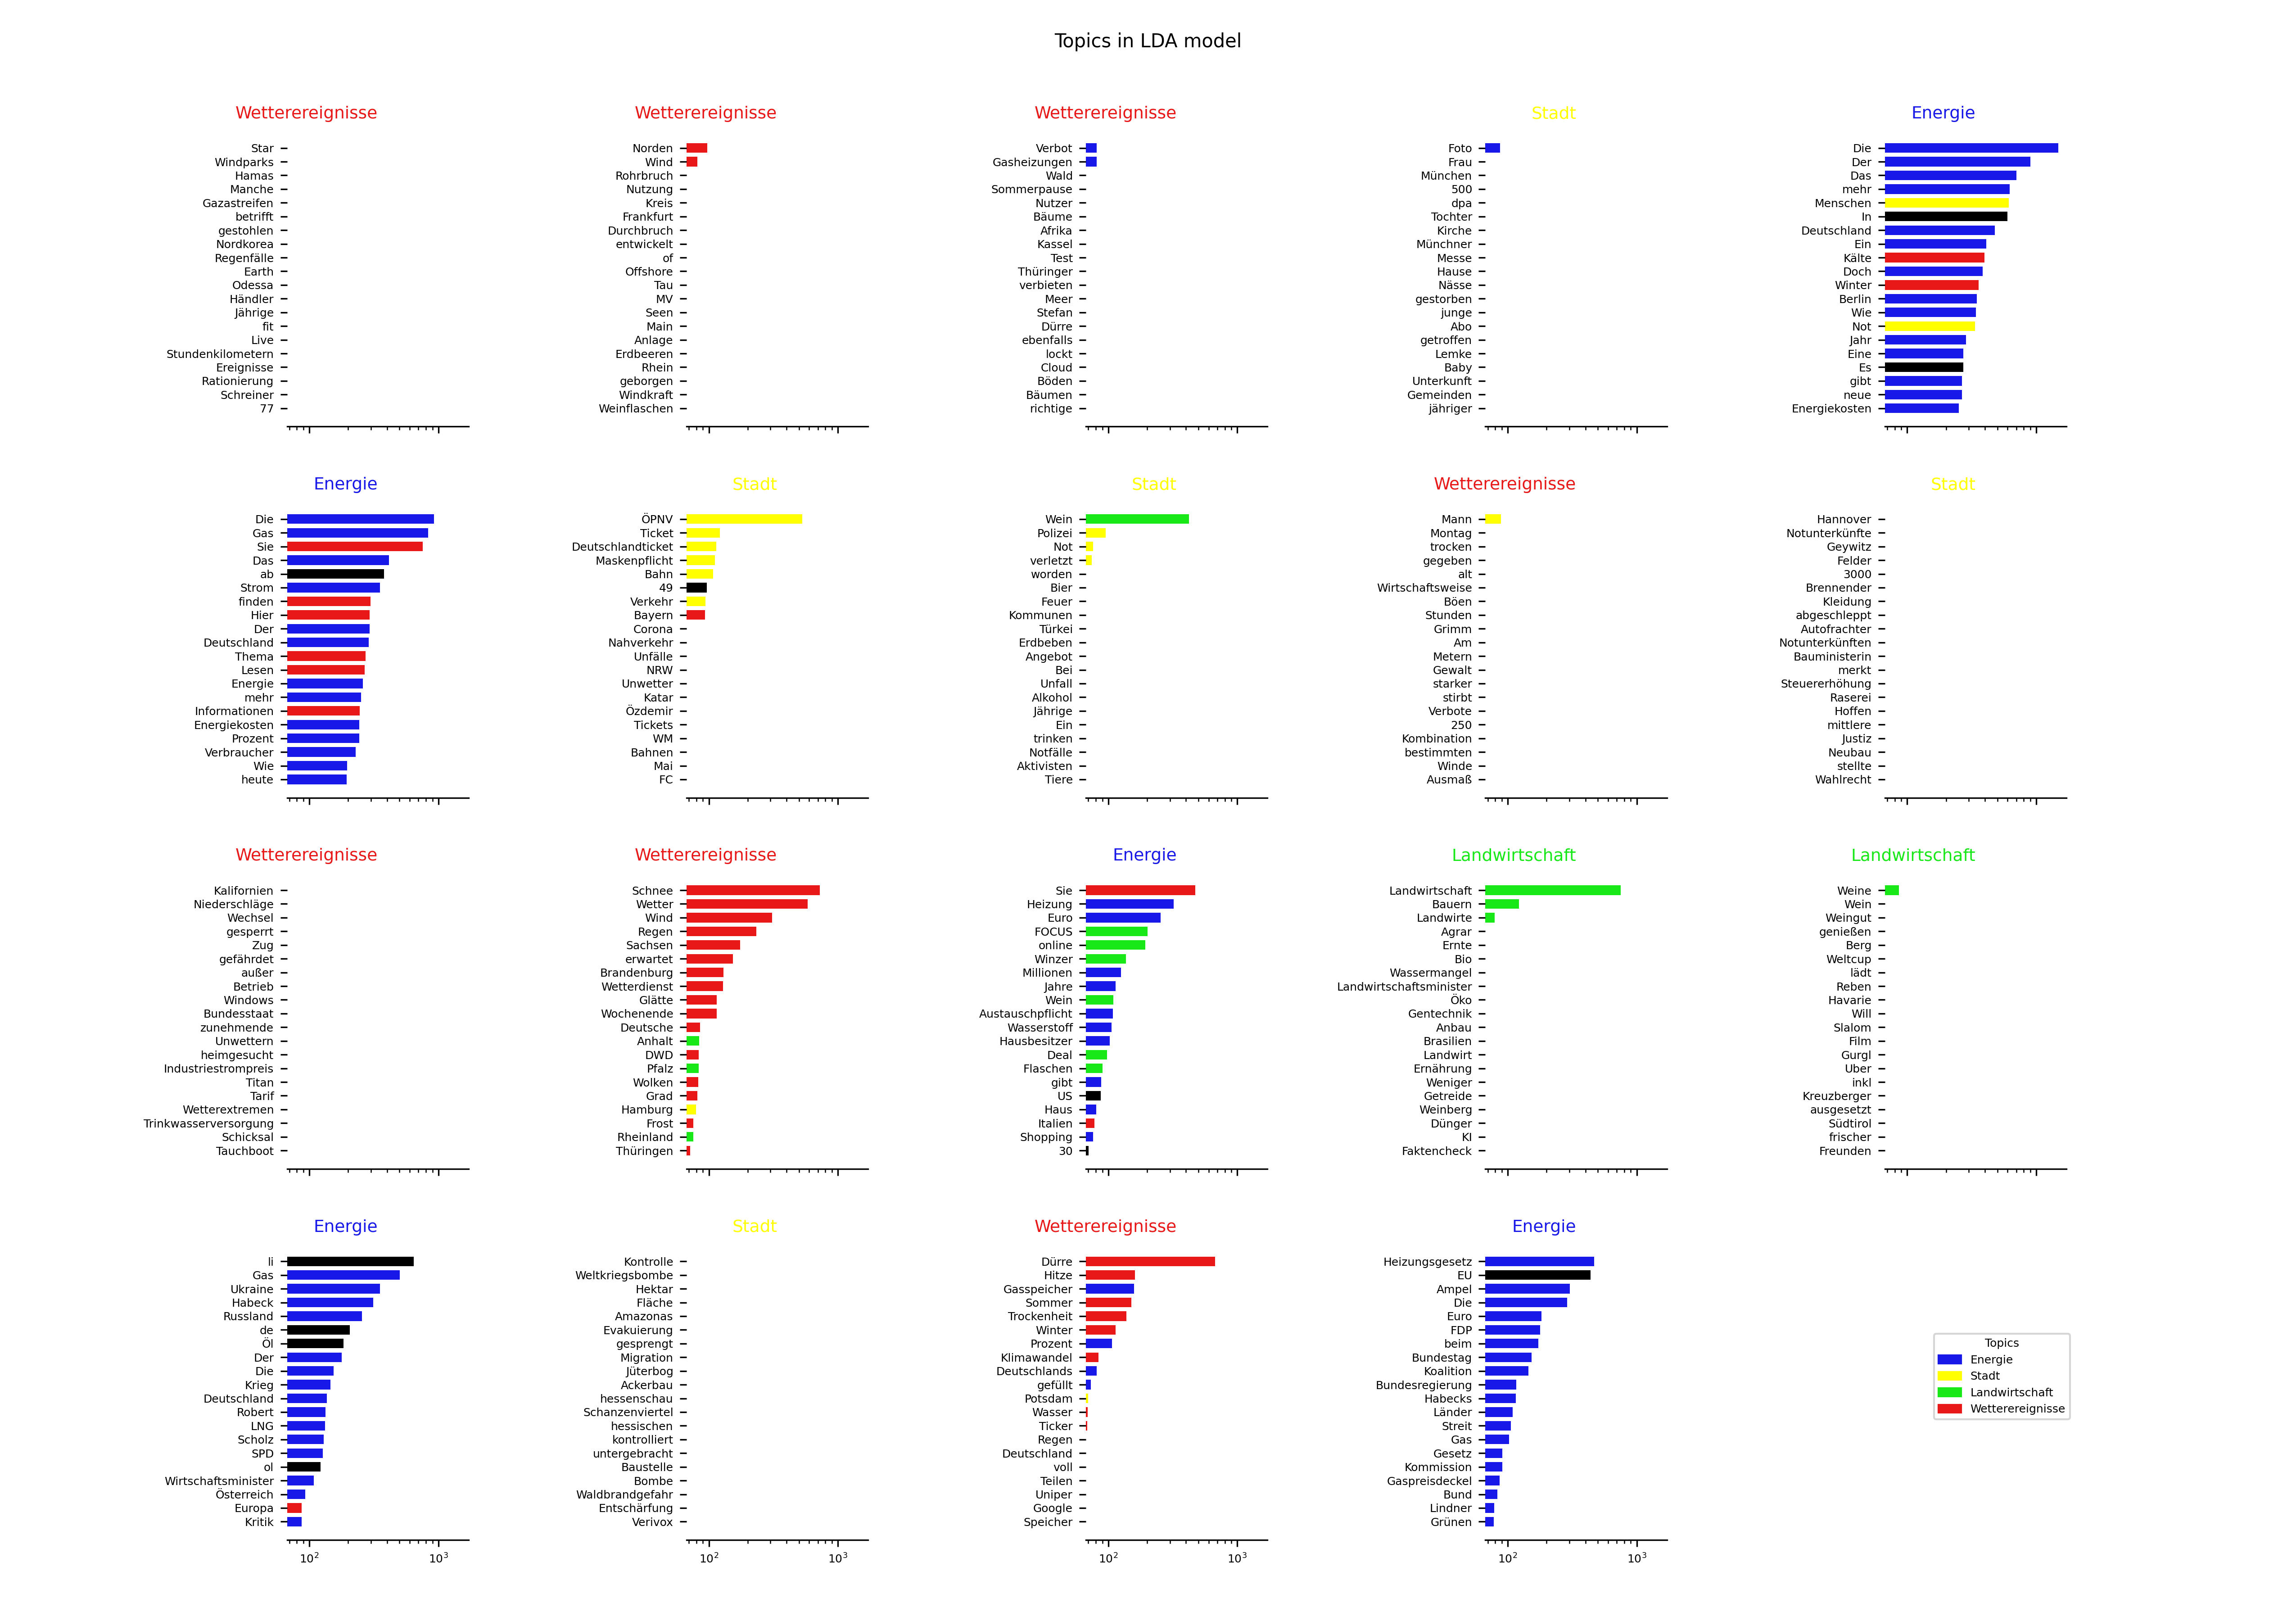 Topics in LDA model
Wetterereignisse
Star
Windparks
Hamas
Manche
Gazastreifen
betrifft
gestohlen
Nordkorea
Regenfälle
Earth
Odessa
Händler
Jährige
fit
Live
Stundenkilometern
Ereignisse
Rationierung
Schreiner
77
Wetterereignisse
Norden
Wind
Rohrbruch
Nutzung
Kreis
Frankfurt
Durchbruch
entwickelt
of
Offshore
Tau
MV
Seen
Main
Anlage
Erdbeeren
Rhein
geborgen
Windkraft
Weinflaschen
Wetterereignisse
Verbot
Gasheizungen
Wald
Sommerpause
Nutzer
Bäume
Afrika
Kassel
Test
Thüringer
verbieten
Meer
Stefan
Dürre
ebenfalls
lockt
Cloud
Böden
Bäumen
richtige
Stadt
Foto
Frau
München
500
dpa
Tochter
Kirche
Münchner
Messe
Hause
Nässe
gestorben
junge
Abo
getroffen
Lemke
Baby
Unterkunft
Gemeinden
jähriger
Energie
Die
Der
Das
mehr
Menschen
In
Deutschland
Ein
Kälte
Doch
Winter
Berlin
Wie
Not
Jahr
Eine
Es
gibt
neue
Energiekosten
Energie
Die
Gas
Sie
Das
ab
Strom
finden
Hier
Der
Deutschland
Thema
Lesen
Energie
mehr
Informationen
Energiekosten
Prozent
Verbraucher
Wie
heute
Stadt
ÖPNV
Ticket
Deutschlandticket
Maskenpflicht
Bahn
49
Verkehr
Bayern
Corona
Nahverkehr
Unfälle
NRW
Unwetter
Katar
Özdemir
Tickets
WM
Bahnen
Mai
FC
Stadt
Wein
Polizei
Not
verletzt
worden
Bier
Feuer
Kommunen
Türkei
Erdbeben
Angebot
Bei
Unfall
Alkohol
Jährige
Ein
trinken
Notfälle
Aktivisten
Tiere
Wetterereignisse
Mann
Montag
trocken
gegeben
alt
Wirtschaftsweise
Böen
Stunden
Grimm
Am
Metern
Gewalt
starker
stirbt
Verbote
250
Kombination
bestimmten
Winde
Ausmaß
Stadt
Hannover
Notunterkünfte
Geywitz
Felder
3000
Brennender
Kleidung
abgeschleppt
Autofrachter
Notunterkünften
Bauministerin
merkt
Steuererhöhung
Raserei
Hoffen
mittlere
Justiz
Neubau
stellte
Wahlrecht
Wetterereignisse
Kalifornien
Niederschläge
Wechsel
gesperrt
Zug
gefährdet
außer
Betrieb
Windows
Bundesstaat
zunehmende
Unwettern
heimgesucht
Industriestrompreis
Titan
Tarif
Wetterextremen
Trinkwasserversorgung
Schicksal
Tauchboot
Wetterereignisse
Schnee
Wetter
Wind
Regen
Sachsen
erwartet
Brandenburg
Wetterdienst
Glätte
Wochenende
Deutsche
Anhalt
DWD
Pfalz
Wolken
Grad
Hamburg
Frost
Rheinland
Thüringen
Energie
Sie
Heizung
Euro
FOCUS
online
Winzer
Millionen
Jahre
Wein
Austauschpflicht
Wasserstoff
Hausbesitzer
Deal
Flaschen
gibt
US
Haus
Italien
Shopping
30
Landwirtschaft
Landwirtschaft
Bauern
Landwirte
Agrar
Ernte
Bio
Wassermangel
Landwirtschaftsminister
Öko
Gentechnik
Anbau
Brasilien
Landwirt
Ernährung
Weniger
Getreide
Weinberg
Dünger
KI
Faktencheck
Landwirtschaft
Weine
Wein
Weingut
genießen
Berg
Weltcup
lädt
Reben
Havarie
Will
Slalom
Film
Gurgl
Uber
inkl
Kreuzberger
ausgesetzt
Südtirol
frischer
Freunden
Energie
li
Gas
Ukraine
Habeck
Russland
de
Öl
Der
Die
Krieg
Deutschland
Robert
LNG
Scholz
SPD
ol
Wirtschaftsminister
Österreich
Europa
Kritik
10²
10³
Stadt
Kontrolle
Weltkriegsbombe
Hektar
Fläche
Amazonas
Evakuierung
gesprengt
Migration
Jüterbog
Ackerbau
hessenschau
Schanzenviertel
hessischen
kontrolliert
untergebracht
Baustelle
Bombe
Waldbrandgefahr
Entschärfung
Verivox
10²
10³
Wetterereignisse
Dürre
Hitze
Gasspeicher
Sommer
Trockenheit
Winter
Prozent
Klimawandel
Deutschlands
gefüllt
Potsdam
Wasser
Ticker
Regen
Deutschland
voll
Teilen
Uniper
Google
Speicher
10²
10³
Energie
Heizungsgesetz
EU
Ampel
Die
Euro
FDP
beim
Bundestag
Koalition
Bundesregierung
Habecks
Länder
Streit
Gas
Gesetz
Kommission
Gaspreisdeckel
Bund
Lindner
Grünen
10²
10³
Topics
Energie
Stadt
Landwirtschaft
Wetterereignisse